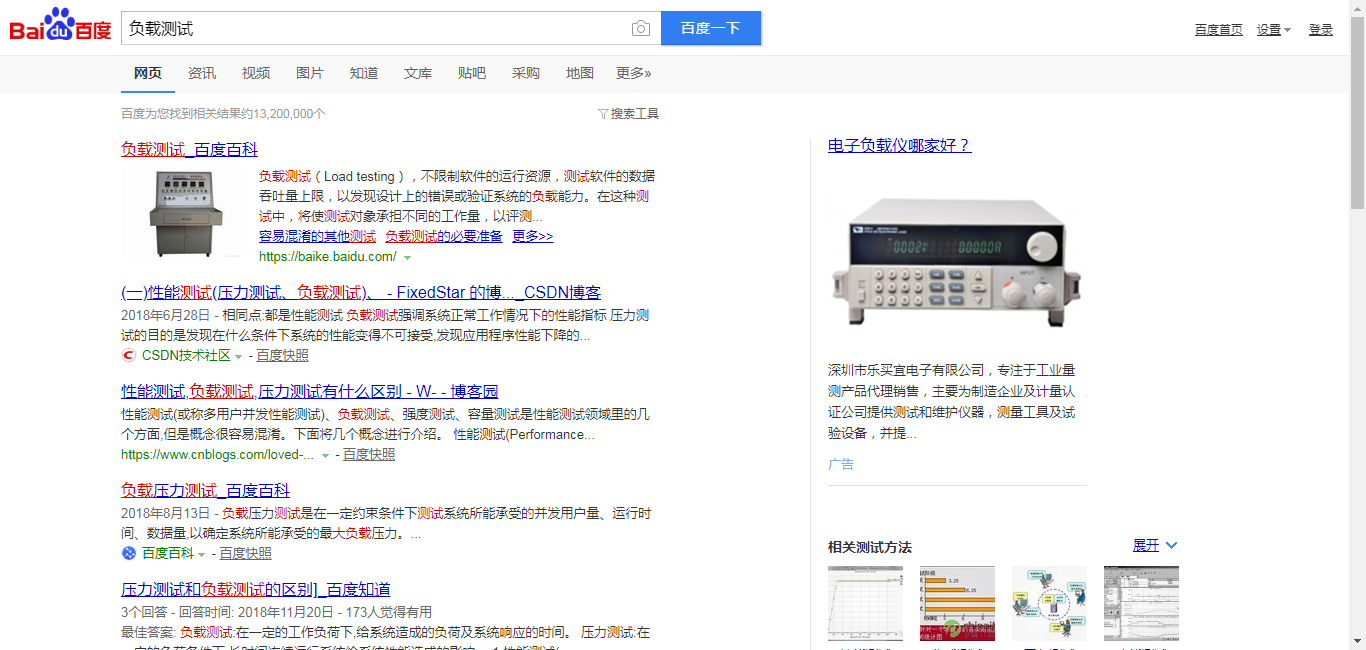 Bai du 百度
负载测试
百度一下
百度首页 设置 登录
网页 资讯 视频 图片 知道 文库 贴吧 采购 地图 更多»
百度为您找到相关结果约13,200,000个
搜索工具
负载测试_百度百科
负载测试（Load testing），不限制软件的运行资源，测试软件的数据
吞吐量上限，以发现设计上的错误或验证系统的负载能力。在这种测
试中，将使测试对象承担不同的工作量，以评测...
容易混淆的其他测试 负载测试的必要准备 更多>>
https://baike.baidu.com/
(一)性能测试(压力测试、负载测试)、 - FixedStar 的博..._CSDN博客
2018年6月28日 - 相同点:都是性能测试 负载测试强调系统正常工作情况下的性能指标 压力测
试的目的是发现在什么条件下系统的性能变得不可接受,发现应用程序性能下降的...
CSDN技术社区 - 百度快照
性能测试,负载测试,压力测试有什么区别 - W- - 博客园
性能测试(或称多用户并发性能测试)、负载测试、强度测试、容量测试是性能测试领域里的几
个方面,但是概念很容易混淆。下面将几个概念进行介绍。 性能测试(Performance...
https://www.cnblogs.com/loved-... - 百度快照
负载压力测试_百度百科
2018年8月13日 - 负载压力测试是在一定约束条件下测试系统所能承受的并发用户量、运行时
间、数据量,以确定系统所能承受的最大负载压力。...
百度百科 - 百度快照
压力测试和负载测试的区别]_百度知道
3个回答 - 回答时间: 2018年11月20日 - 173人觉得有用
最佳答案: 负载测试:在一定的工作负荷下,给系统造成的负荷及系统响应的时间。 压力测试:在
电子负载仪哪家好？
深圳市乐买宜电子有限公司，专注于工业量
测产品代理销售，主要为制造企业及计量认
证公司提供测试和维护仪器，测量工具及试
验设备，并提...
广告
相关测试方法
展开